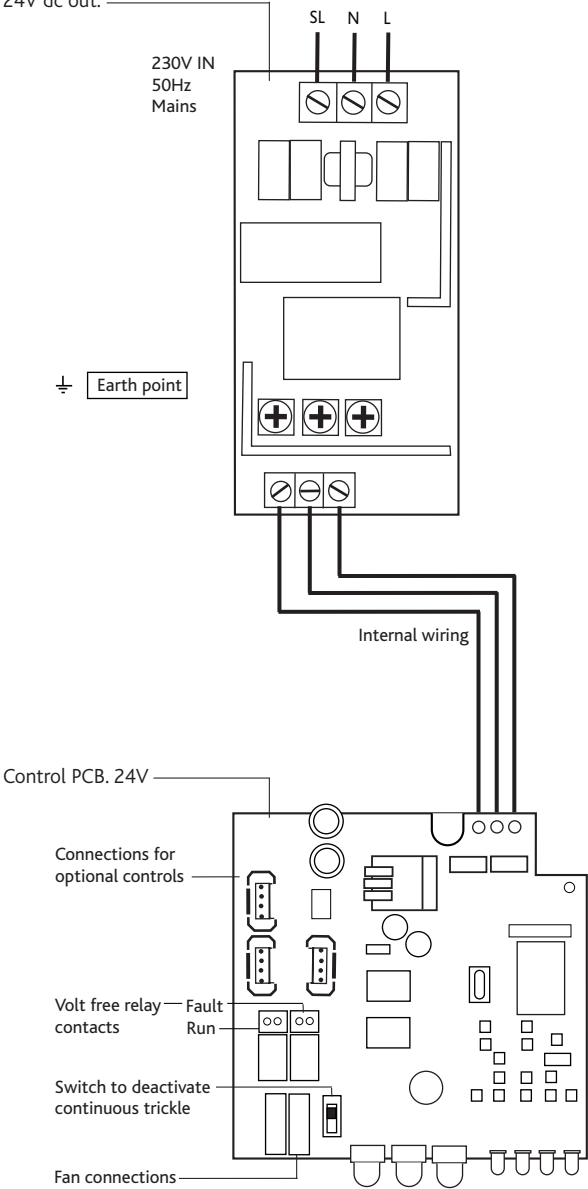 24V dc out.
SL N L
230V IN
50Hz
Mains
Earth point
Internal wiring
Control PCB. 24V
Connections for
optional controls
Volt free relay
contacts
Fault
Run
Switch to deactivate
continuous trickle
Fan connections